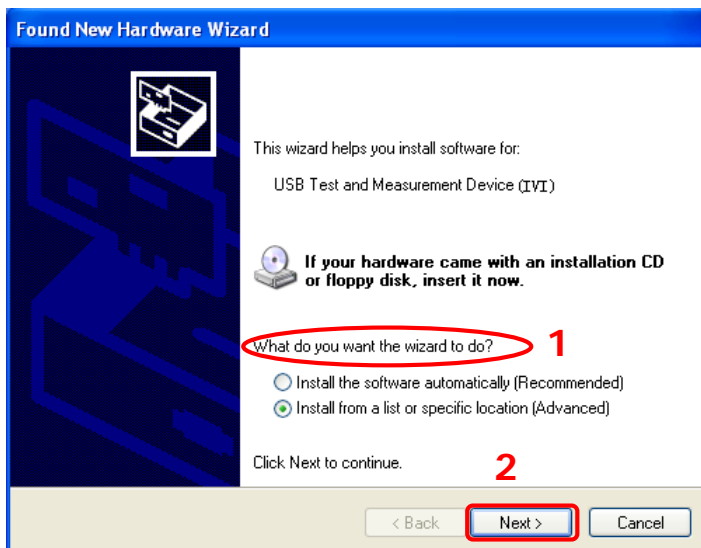 Found New Hardware Wizard
This wizard helps you install software for:
USB Test and Measurement Device (IVI)
If your hardware came with an installation CD
or floppy disk, insert it now.
What do you want the wizard to do? 1
Install the software automatically (Recommended)
Install from a list or specific location (Advanced)
Click Next to continue. 2
< Back Next > Cancel